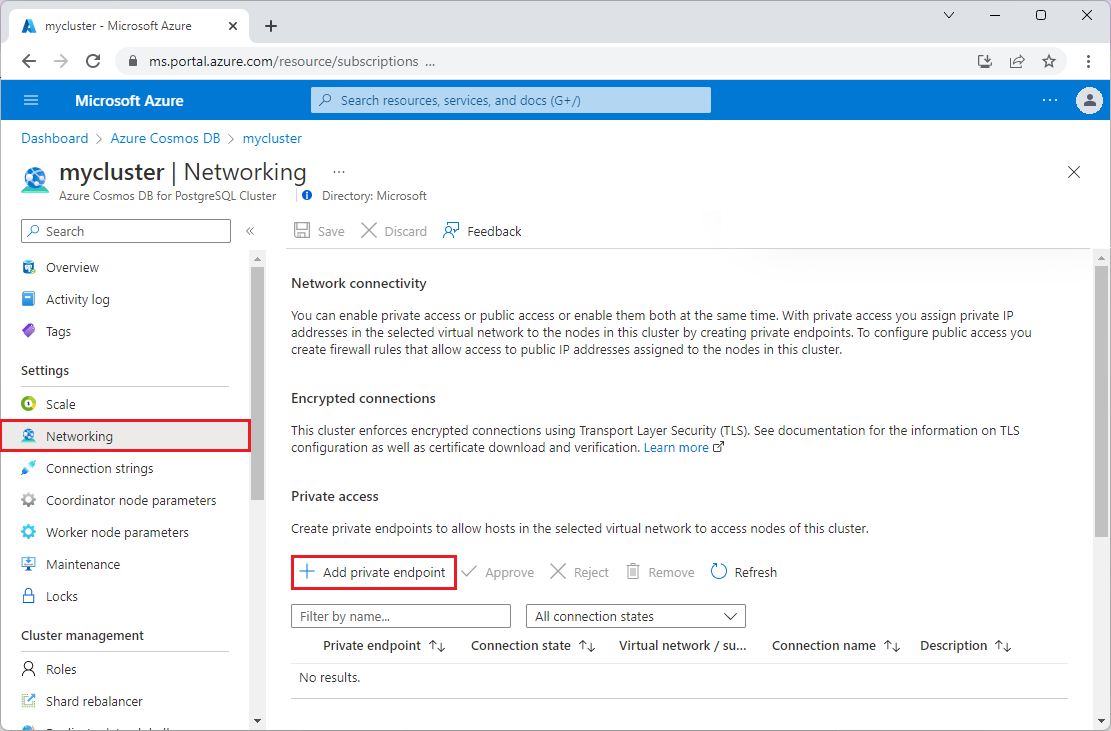 mycluster - Microsoft Azure
ms.portal.azure.com/resource/subscriptions ...
Microsoft Azure
Search resources, services, and docs (G+/)
Dashboard > Azure Cosmos DB > mycluster
mycluster | Networking ...
Azure Cosmos DB for PostgreSQL Cluster
Directory: Microsoft
Search
Overview
Activity log
Tags
Settings
Scale
Networking
Connection strings
Coordinator node parameters
Worker node parameters
Maintenance
Locks
Cluster management
Roles
Shard rebalancer
Save
Discard
Feedback
Network connectivity
You can enable private access or public access or enable them both at the same time. With private access you assign private IP
addresses in the selected virtual network to the nodes in this cluster by creating private endpoints. To configure public access you
create firewall rules that allow access to public IP addresses assigned to the nodes in this cluster.
Encrypted connections
This cluster enforces encrypted connections using Transport Layer Security (TLS). See documentation for the information on TLS
configuration as well as certificate download and verification. Learn more
Private access
Create private endpoints to allow hosts in the selected virtual network to access nodes of this cluster.
Add private endpoint
Approve
Reject
Remove
Refresh
Filter by name...
All connection states
Private endpoint
Connection state
Virtual network / su...
Connection name
Description
No results.